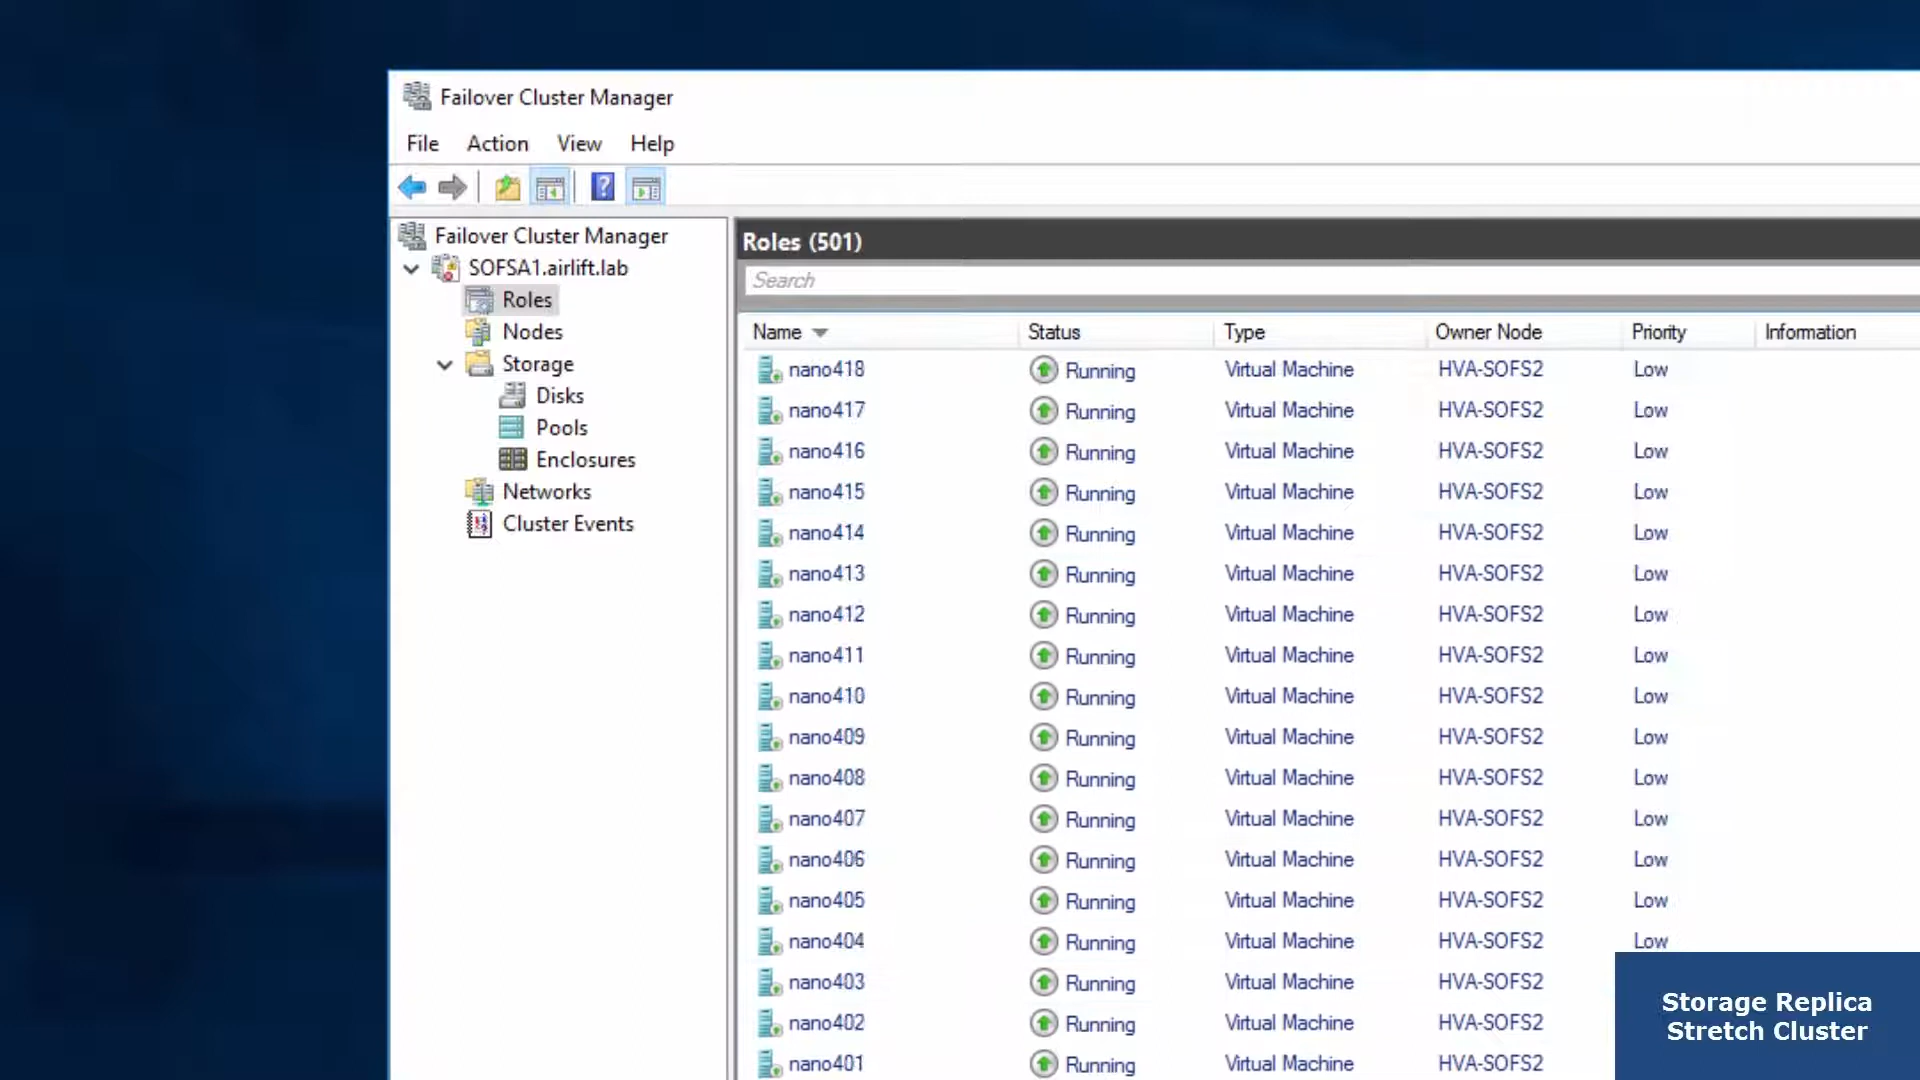 Failover Cluster Manager
File Action View Help
Failover Cluster Manager
SOFSA1.airlift.lab
Roles
Nodes
Storage
Disks
Pools
Enclosures
Networks
Cluster Events
Roles (501)
Search
Name Status Type Owner Node Priority Information
nano418 Running Virtual Machine HVA-SOFS2 Low
nano417 Running Virtual Machine HVA-SOFS2 Low
nano416 Running Virtual Machine HVA-SOFS2 Low
nano415 Running Virtual Machine HVA-SOFS2 Low
nano414 Running Virtual Machine HVA-SOFS2 Low
nano413 Running Virtual Machine HVA-SOFS2 Low
nano412 Running Virtual Machine HVA-SOFS2 Low
nano411 Running Virtual Machine HVA-SOFS2 Low
nano410 Running Virtual Machine HVA-SOFS2 Low
nano409 Running Virtual Machine HVA-SOFS2 Low
nano408 Running Virtual Machine HVA-SOFS2 Low
nano407 Running Virtual Machine HVA-SOFS2 Low
nano406 Running Virtual Machine HVA-SOFS2 Low
nano405 Running Virtual Machine HVA-SOFS2 Low
nano404 Running Virtual Machine HVA-SOFS2 Low
nano403 Running Virtual Machine HVA-SOFS2
nano402 Running Virtual Machine HVA-SOFS2
nano401 Running Virtual Machine HVA-SOFS2
Storage Replica
Stretch Cluster